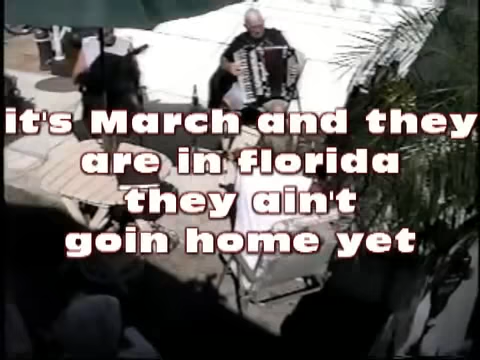 it's March and they
are in florida
they ain't
goin home yet